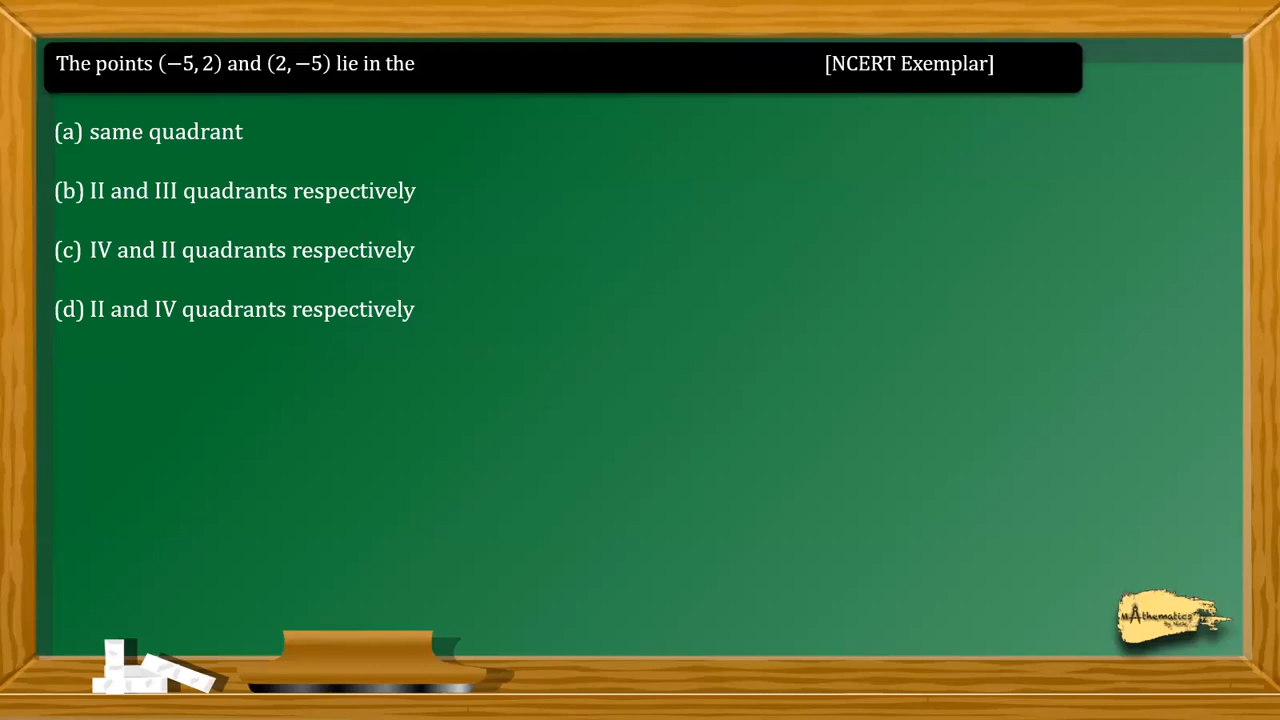 The points (−5, 2) and (2, −5) lie in the [NCERT Exemplar]
(a) same quadrant
(b) II and III quadrants respectively
(c) IV and II quadrants respectively
(d) II and IV quadrants respectively
mAthematics